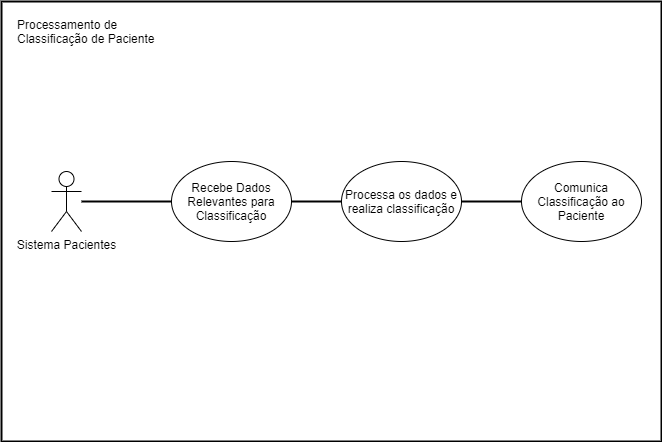 Processamento de
Classificação de Paciente
Recebe Dados
Relevantes para
Classificação
Processa os dados e
realiza classificação
Comunica
Classificação ao
Paciente
Sistema Pacientes